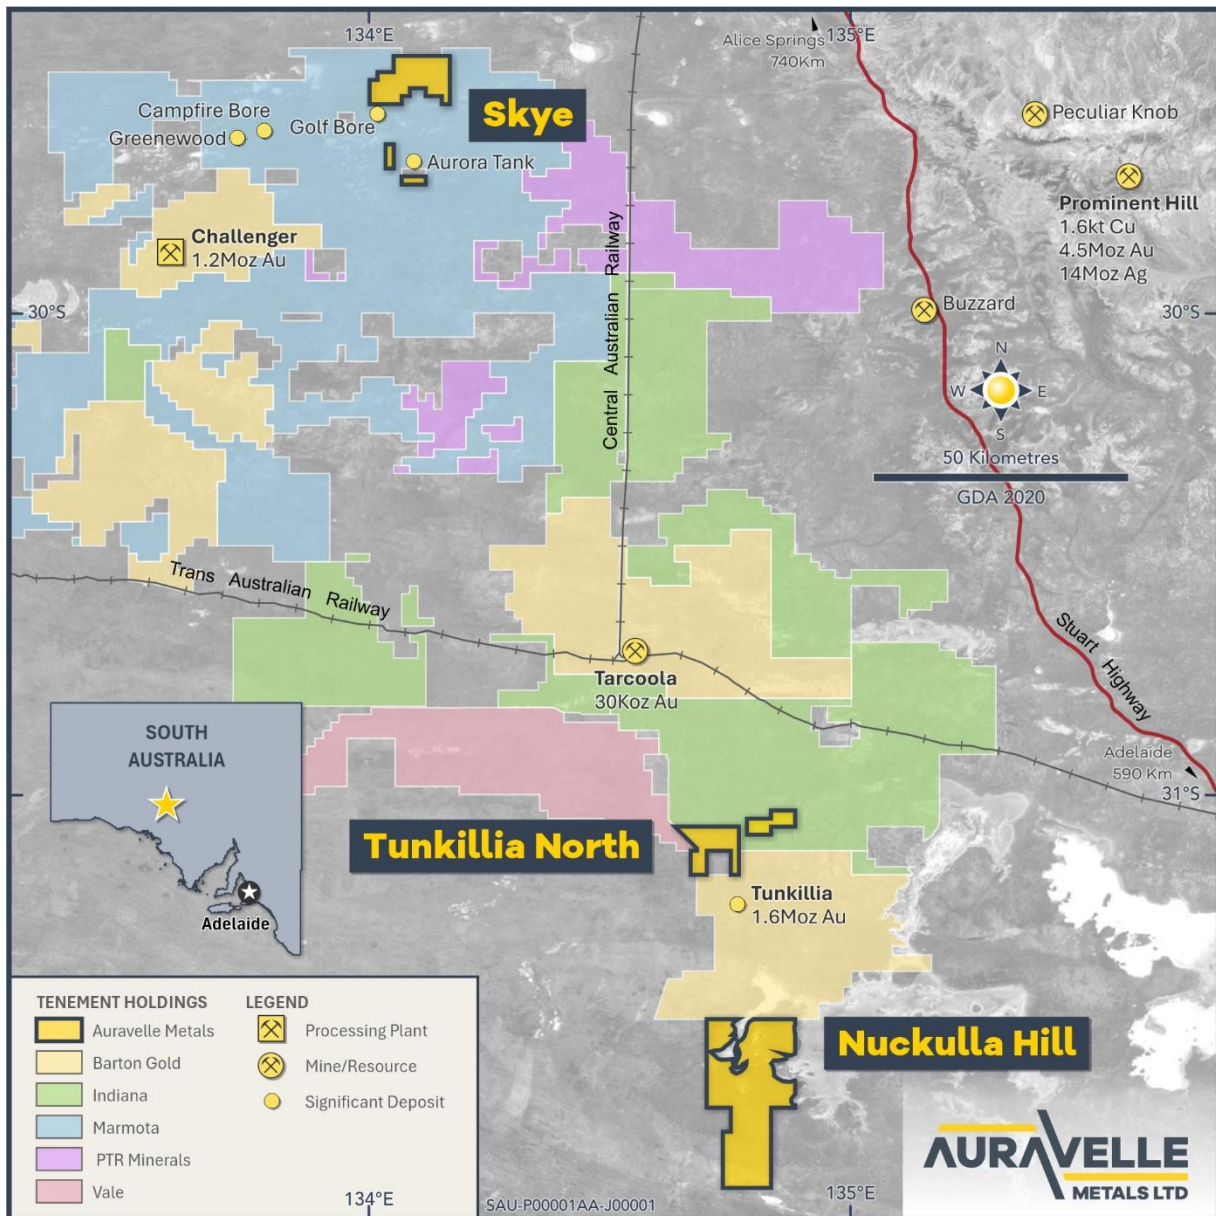 134°E
135°E
Alice Springs
740Km
Skye
Campfire Bore
Greenewood
Golf Bore
Aurora Tank
Peculiar Knob
Prominent Hill
1.6kt Cu
4.5Moz Au
14Moz Ag
Challenger
1.2Moz Au
Central Australian Railway
30°S
30°S
Buzzard
N
W
E
S
50 Kilometres
GDA 2020
Trans Australian Railway
Stuart Highway
Tarcoola
30Koz Au
Adelaide
590 Km
31°S
SOUTH
AUSTRALIA
Adelaide
Tunkillia North
Tunkillia
1.6Moz Au
Nuckulla Hill
TENEMENT HOLDINGS
Auravelle Metals
Barton Gold
Indiana
Marmota
PTR Minerals
Vale
LEGEND
Processing Plant
Mine/Resource
Significant Deposit
134°E
SAU-P00001AA-J00001
135°E
AURAVELLE
METALS LTD